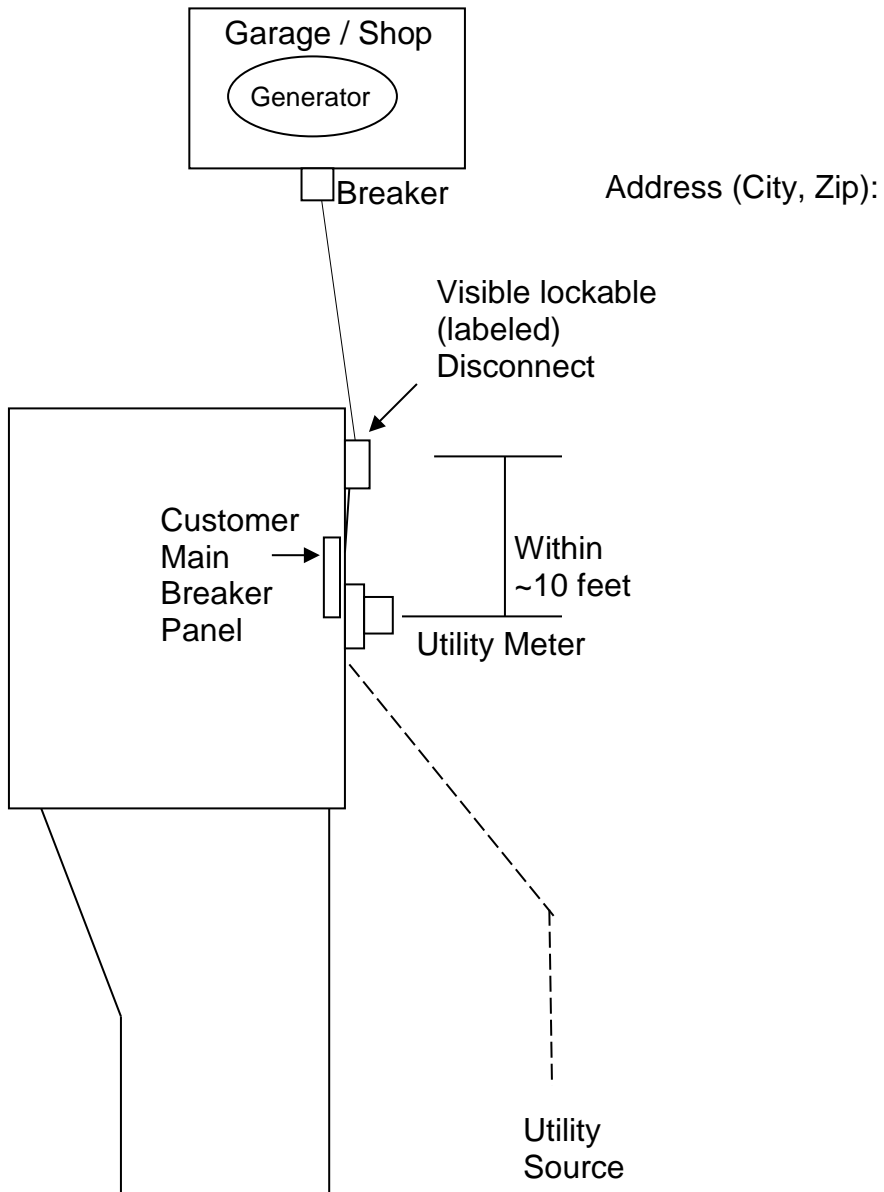 Garage / Shop
Generator
Breaker
Address (City, Zip):
Visible lockable
(labeled)
Disconnect
Customer
Main
Breaker
Panel
Within
~10 feet
Utility Meter
Utility
Source